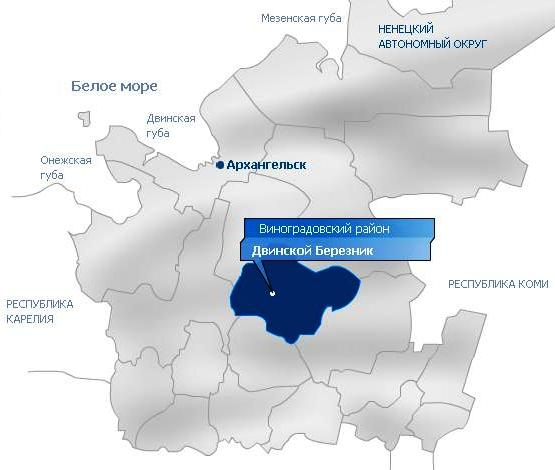 Мезенская губа
НЕНЕЦКИЙ
АВТОНОМНЫЙ ОКРУГ
Белое море
Двинская
губа
Онежская
губа
Архангельск
Виноградовский район
Двинской Березник
РЕСПУБЛИКА КОМИ
РЕСПУБЛИКА
КАРЕЛИЯ